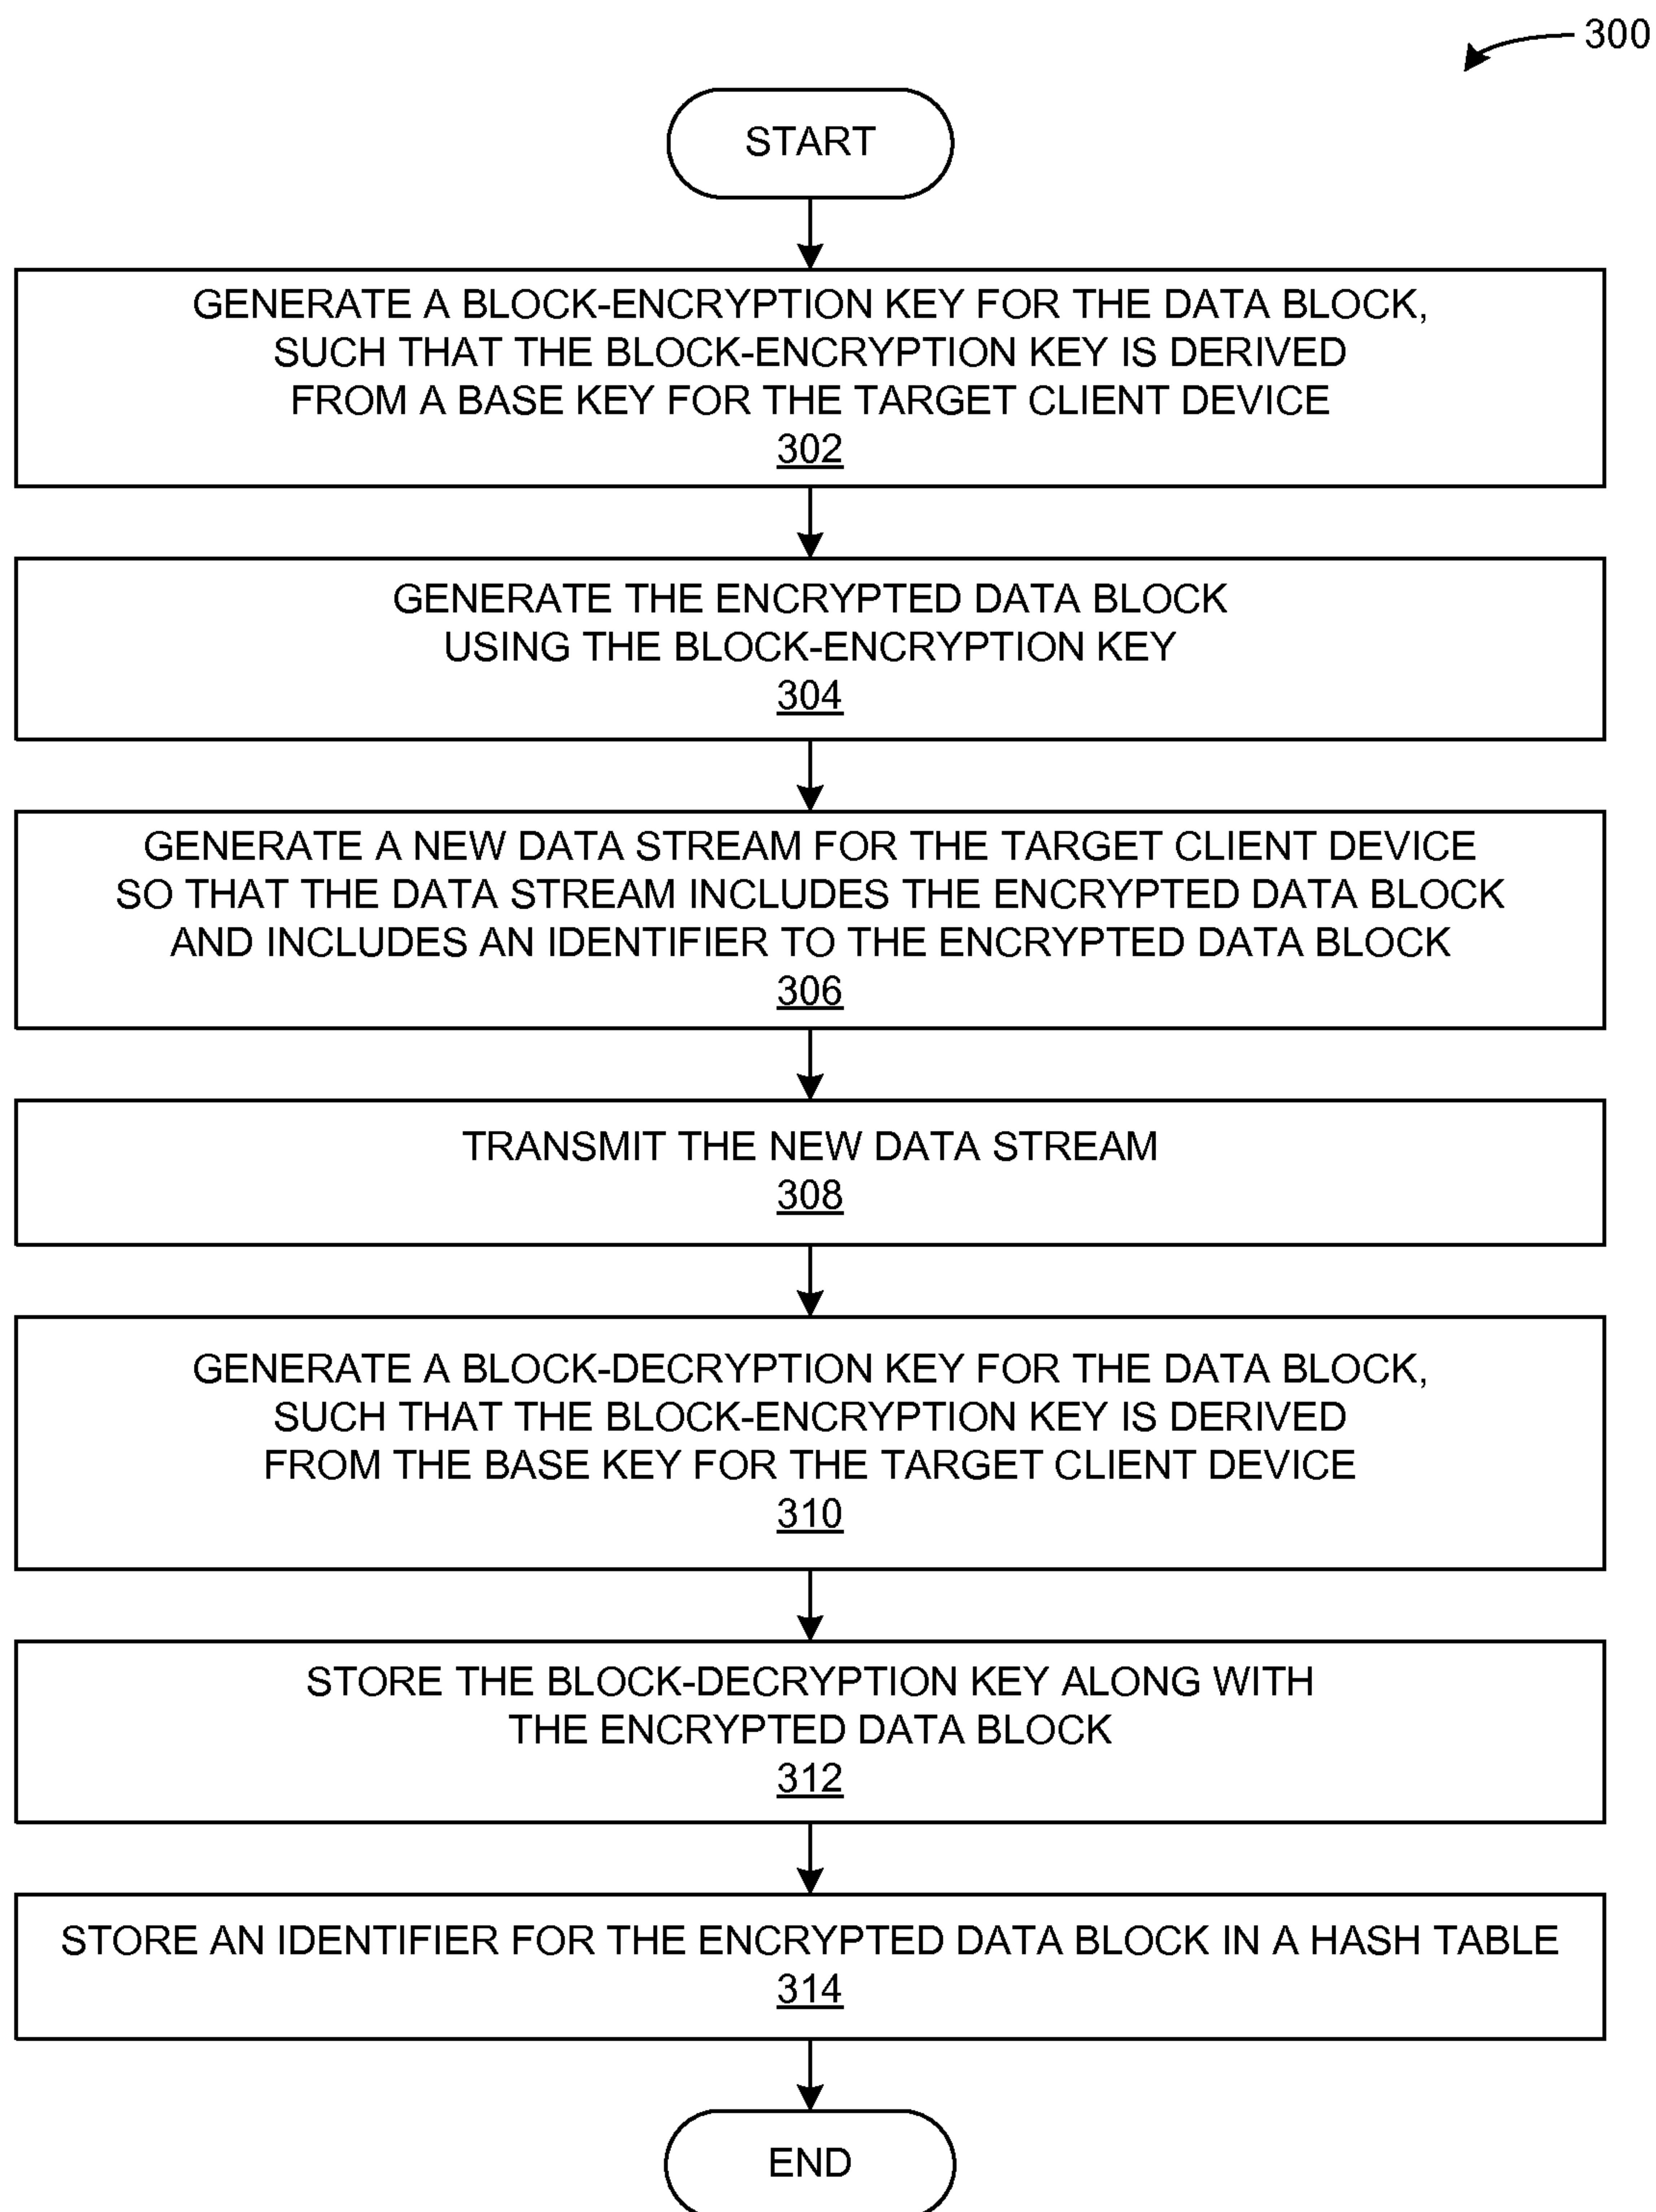 300
START
GENERATE A BLOCK-ENCRYPTION KEY FOR THE DATA BLOCK,
SUCH THAT THE BLOCK-ENCRYPTION KEY IS DERIVED
FROM A BASE KEY FOR THE TARGET CLIENT DEVICE
302
GENERATE THE ENCRYPTED DATA BLOCK
USING THE BLOCK-ENCRYPTION KEY
304
GENERATE A NEW DATA STREAM FOR THE TARGET CLIENT DEVICE
SO THAT THE DATA STREAM INCLUDES THE ENCRYPTED DATA BLOCK
AND INCLUDES AN IDENTIFIER TO THE ENCRYPTED DATA BLOCK
306
TRANSMIT THE NEW DATA STREAM
308
GENERATE A BLOCK-DECRYPTION KEY FOR THE DATA BLOCK,
SUCH THAT THE BLOCK-ENCRYPTION KEY IS DERIVED
FROM THE BASE KEY FOR THE TARGET CLIENT DEVICE
310
STORE THE BLOCK-DECRYPTION KEY ALONG WITH
THE ENCRYPTED DATA BLOCK
312
STORE AN IDENTIFIER FOR THE ENCRYPTED DATA BLOCK IN A HASH TABLE
314
END